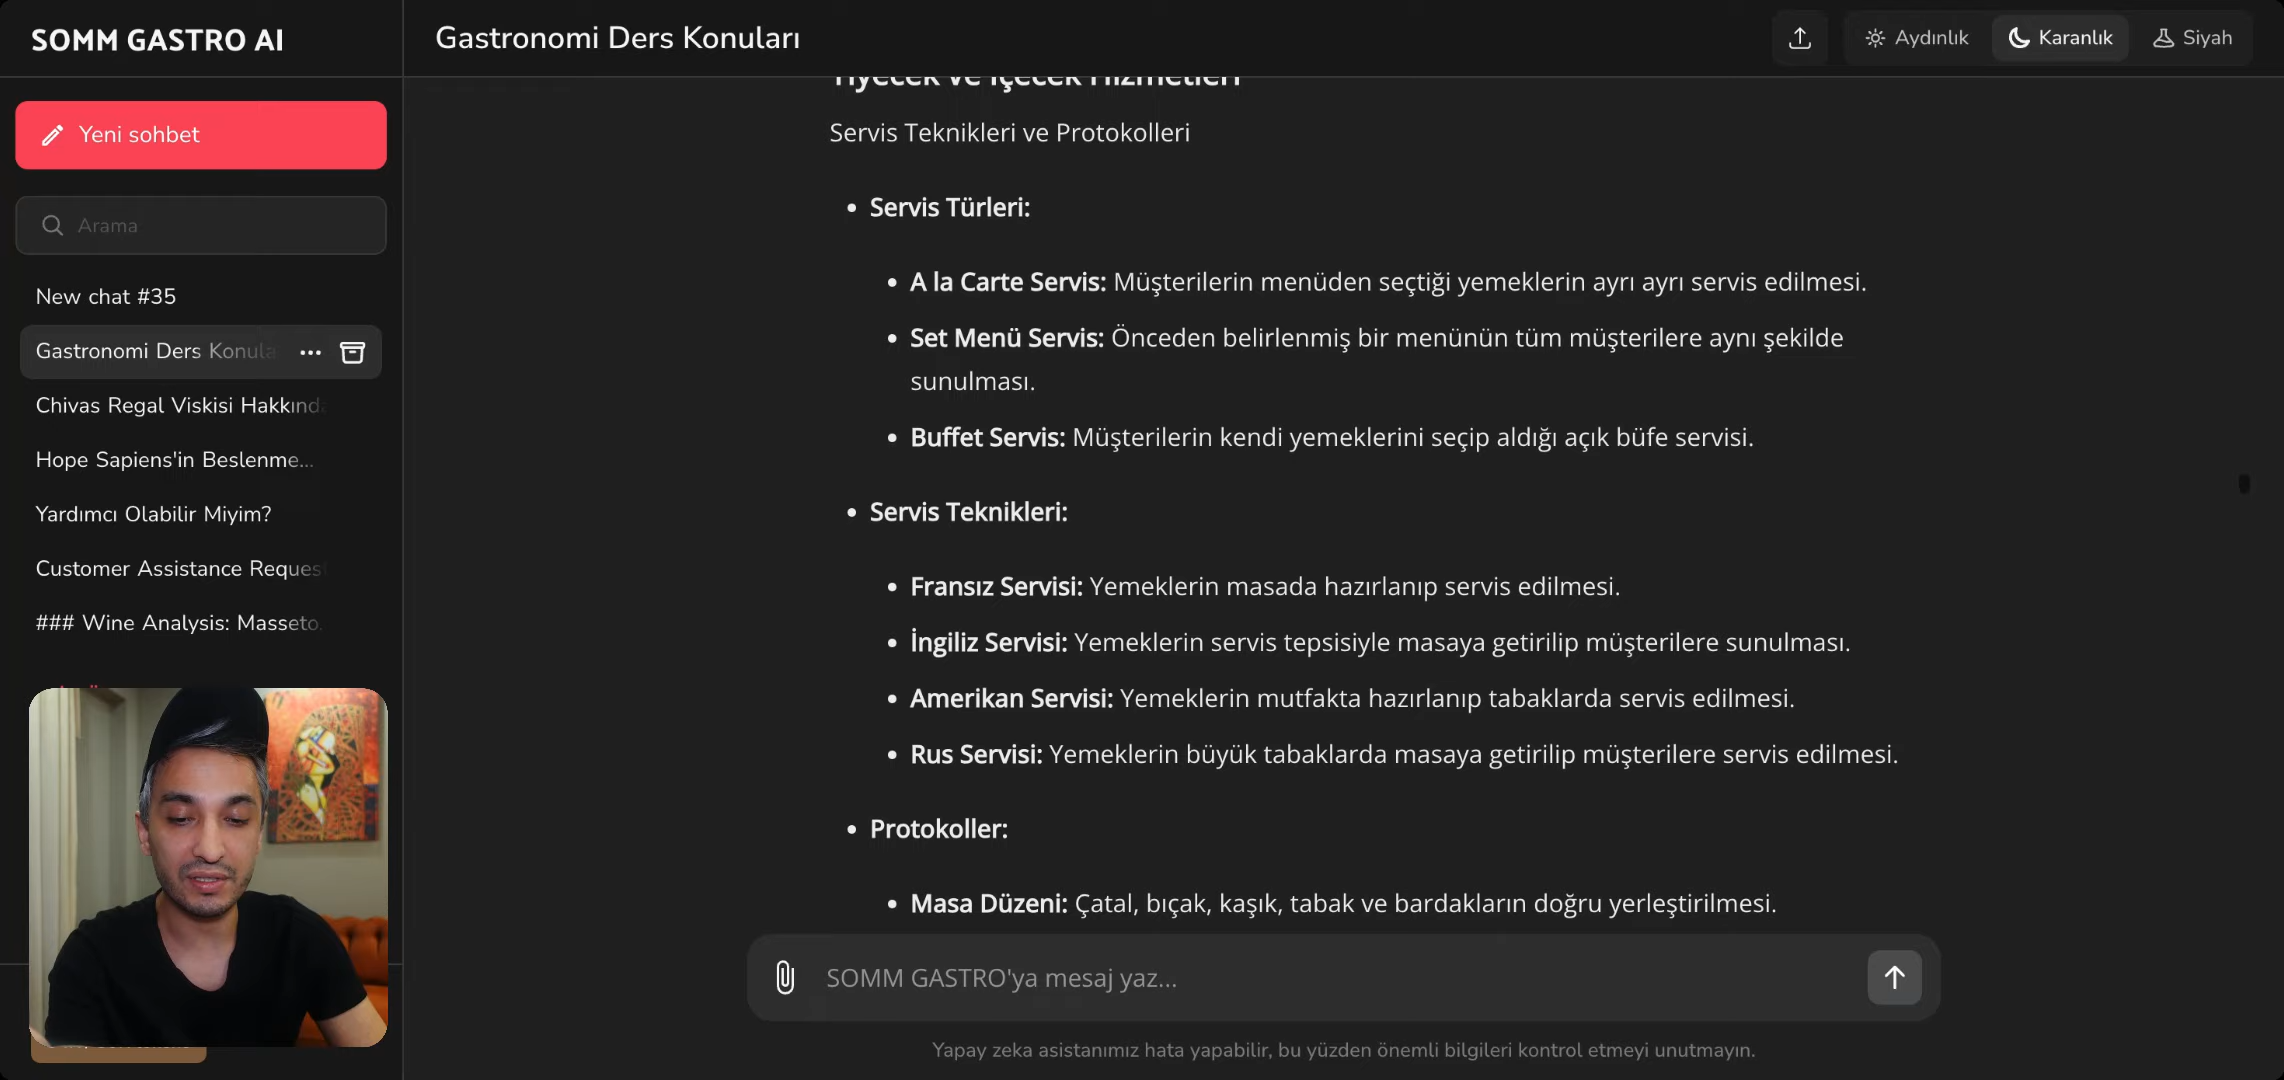 SOMM GASTRO AI
Gastronomi Ders Konuları
Aydınlık
Karanlık
Siyah
Yeni sohbet
Arama
New chat #35
Gastronomi Ders Konula
Chivas Regal Viskisi Hakkında
Hope Sapiens'in Beslenme...
Yardımcı Olabilir Miyim?
Customer Assistance Request
### Wine Analysis: Masseto.
Yiyecek ve İçecek Hizmetleri
Servis Teknikleri ve Protokolleri
• Servis Türleri:
• A la Carte Servis: Müşterilerin menüden seçtiği yemeklerin ayrı ayrı servis edilmesi.
• Set Menü Servis: Önceden belirlenmiş bir menünün tüm müşterilere aynı şekilde
sunulması.
• Buffet Servis: Müşterilerin kendi yemeklerini seçip aldığı açık büfe servisi.
• Servis Teknikleri:
• Fransız Servisi: Yemeklerin masada hazırlanıp servis edilmesi.
• İngiliz Servisi: Yemeklerin servis tepsisiyle masaya getirilip müşterilere sunulması.
• Amerikan Servisi: Yemeklerin mutfakta hazırlanıp tabaklarda servis edilmesi.
• Rus Servisi: Yemeklerin büyük tabaklarda masaya getirilip müşterilere servis edilmesi.
• Protokoller:
• Masa Düzeni: Çatal, bıçak, kaşık, tabak ve bardakların doğru yerleştirilmesi.
SOMM GASTRO'ya mesaj yaz...
Yapay zeka asistanımız hata yapabilir, bu yüzden önemli bilgileri kontrol etmeyi unutmayın.